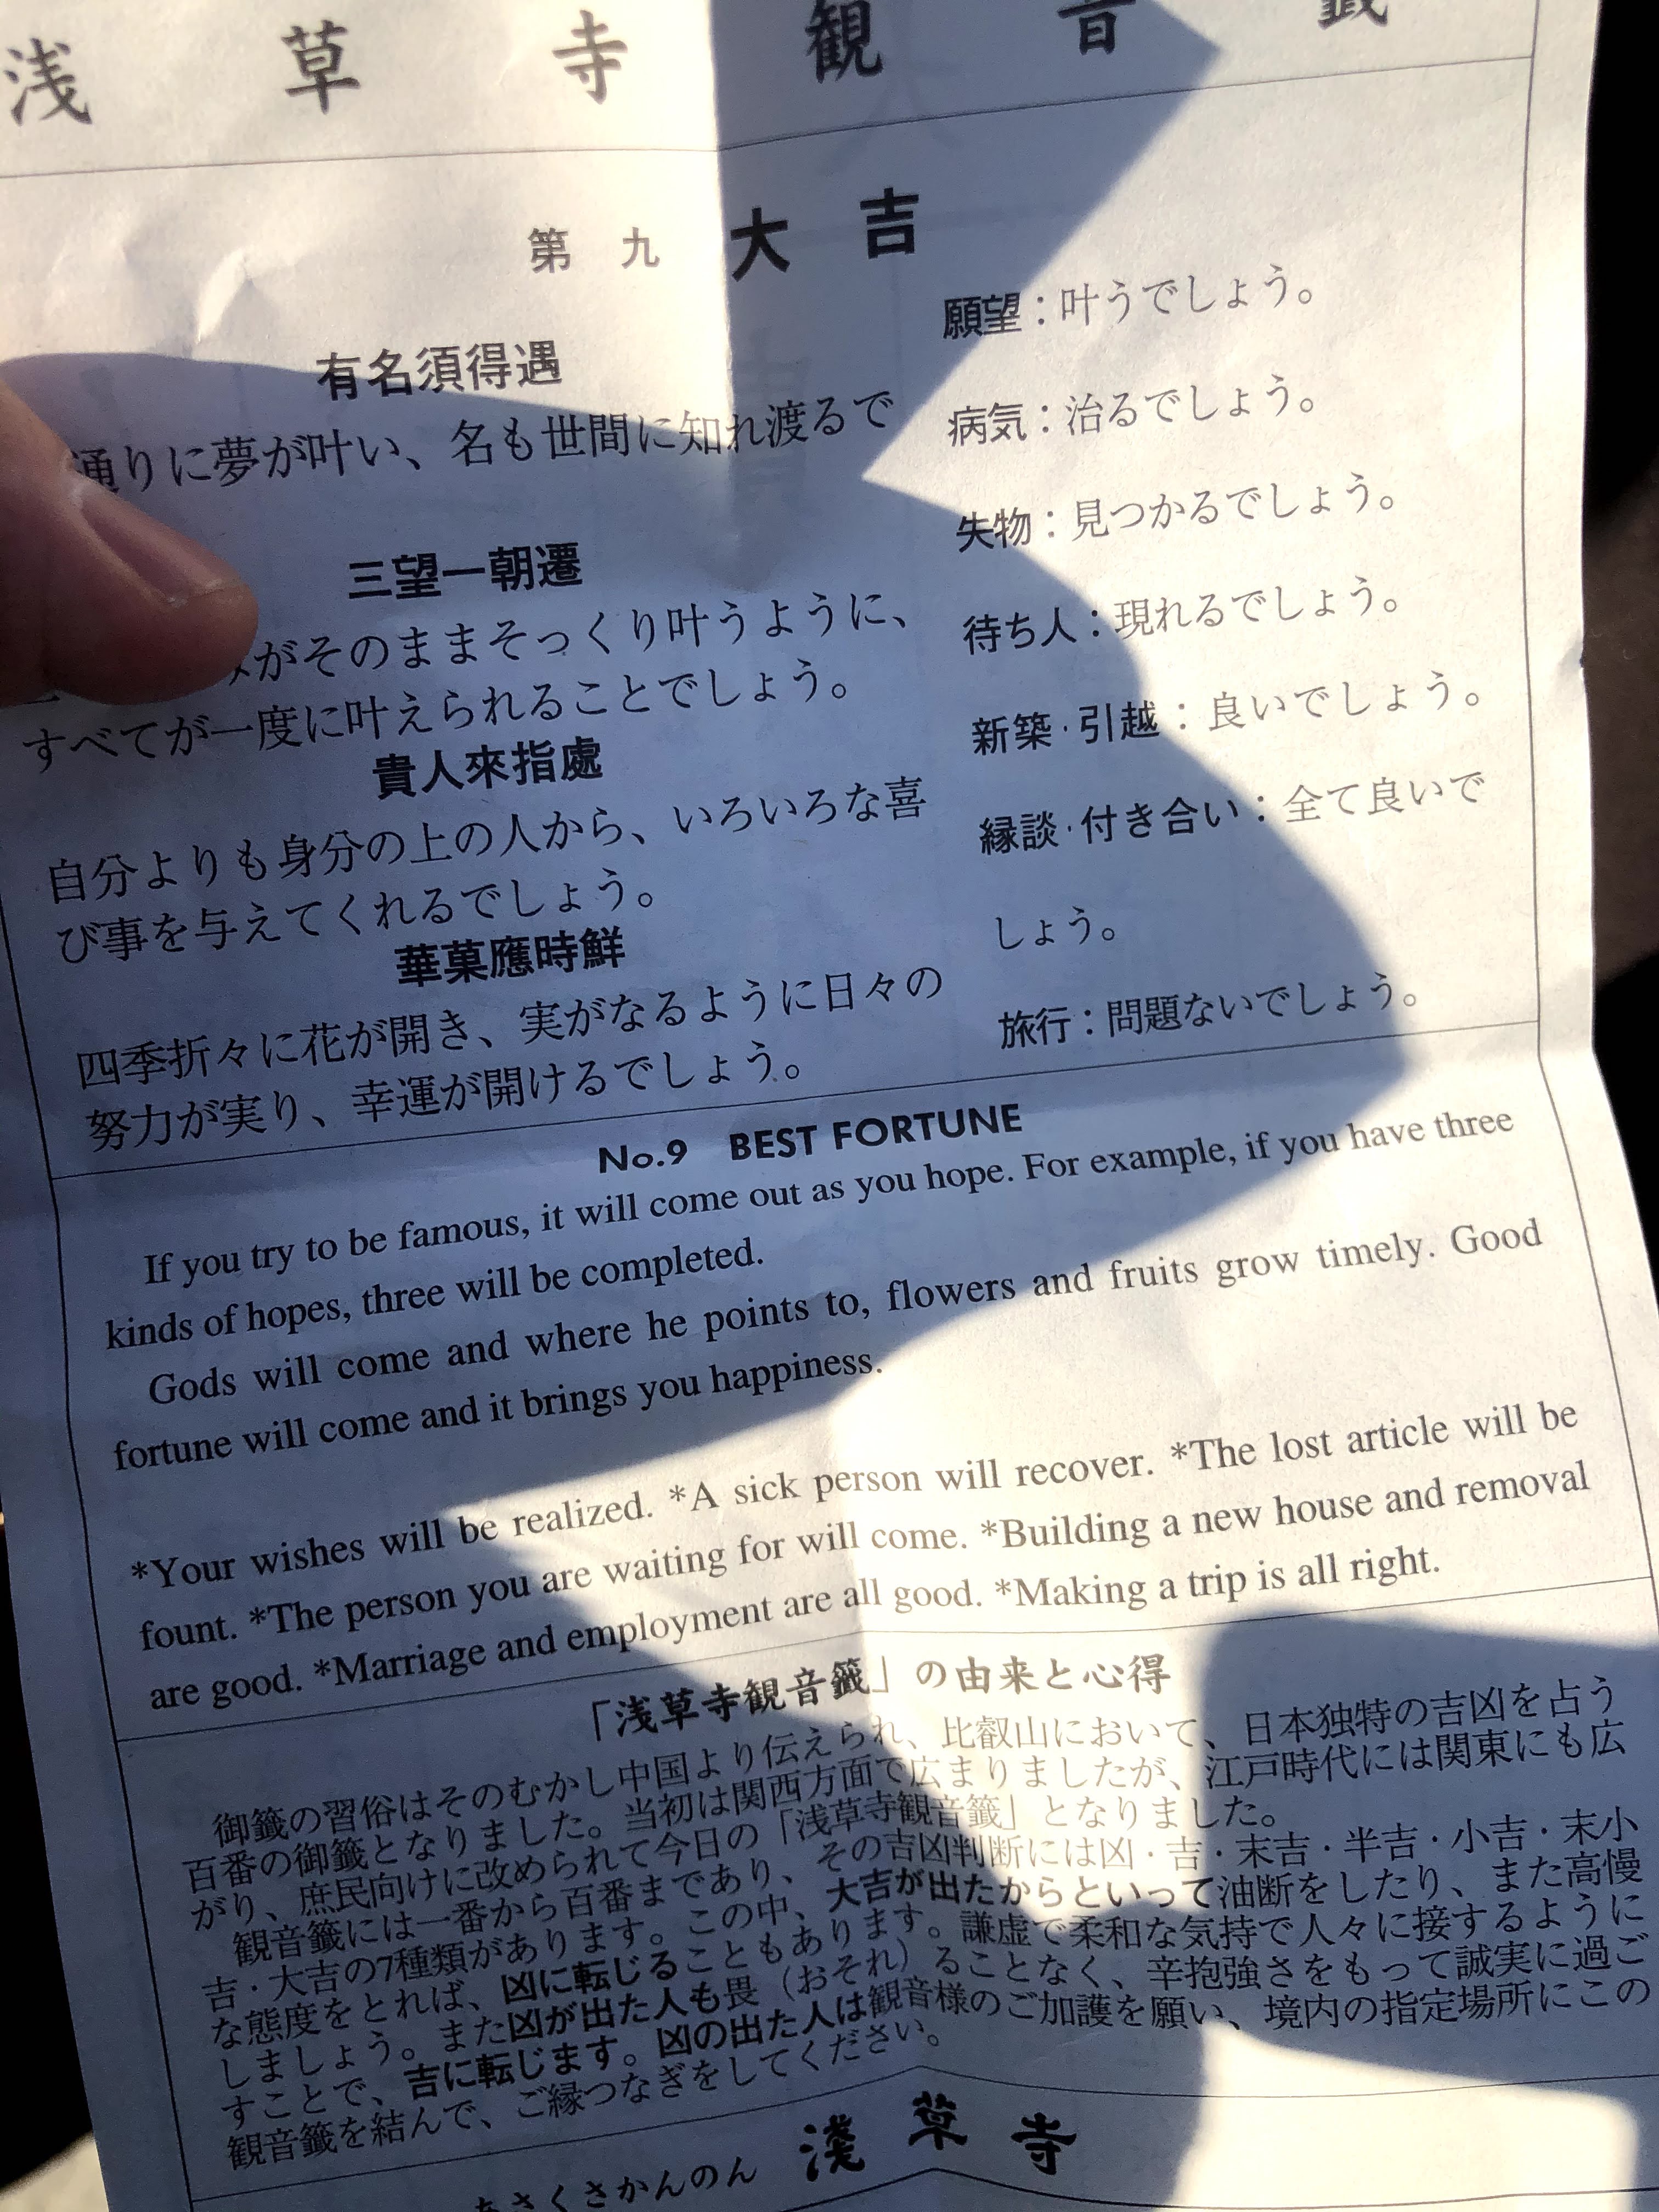 浅草寺観音籤
第九 大吉
有名須得遇
通りに夢が叶い、名も世間に知れ渡るで
三望一朝遷
がそのままそっくり叶うように、
すべてが一度に叶えられることでしょう。
貴人來指處
自分よりも身分の上の人から、いろいろな喜
び事を与えてくれるでしょう。
華菓應時鮮
四季折々に花が開き、実がなるように日々の
努力が実り、幸運が開けるでしょう。
願望：叶うでしょう。
病気：治るでしょう。
失物：見つかるでしょう。
待ち人：現れるでしょう。
新築・引越：良いでしょう。
縁談・付き合い：全て良いで
しょう。
旅行：問題ないでしょう。
No.9 BEST FORTUNE
If you try to be famous, it will come out as you hope. For example, if you have three
kinds of hopes, three will be completed.
Gods will come and where he points to, flowers and fruits grow timely. Good
fortune will come and it brings you happiness.
*Your wishes will be realized. *A sick person will recover. *The lost article will be
fount. *The person you are waiting for will come. *Building a new house and removal
are good. *Marriage and employment are all good. *Making a trip is all right.
「浅草寺観音籤」の由来と心得
御籤の習俗はそのむかし中国より伝えられ、比叡山において、日本独特の吉凶を占う
百番の御籤となりました。当初は関西方面で広まりましたが、江戸時代には関東にも広
がり、庶民向けに改められて今日の「浅草寺観音籤」となりました。
観音籤には一番から百番まであり、その吉凶判断には凶・吉・末吉・半吉・小吉・末小
吉・大吉の7種類があります。この中、大吉が出たからといって油断をしたり、また高慢
な態度をとれば、凶に転じることもあります。謙虚で柔和な気持で人々に接するように
しましょう。また凶が出た人も畏（おそれ）ることなく、辛抱強さをもって誠実に過ご
すことで、吉に転じます。凶の出た人は観音様のご加護を願い、境内の指定場所にこの
観音籤を結んで、ご縁つなぎをしてください。
あさくさかんのん 淺草寺